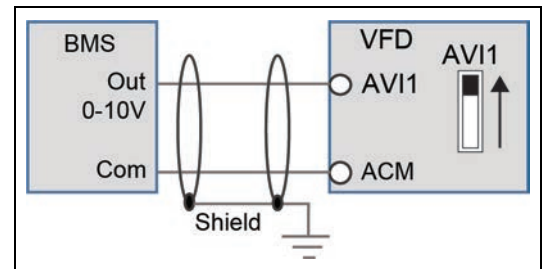 BMS
Out
0-10V
Com
Shield
VFD
AVI1
AVI1
ACM